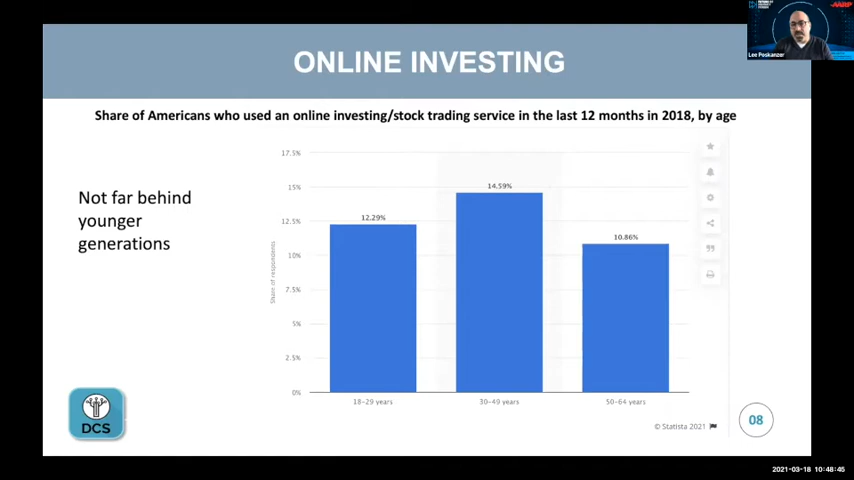 ONLINE INVESTING
Lee Poskanzer
AARP
Share of Americans who used an online investing/stock trading service in the last 12 months in 2018, by age
Not far behind
younger
generations
Share of respondents
17.5%
15%
12.5%
10%
7.5%
5%
2.5%
0%
12.29%
14.59%
10.86%
18–29 years
30–49 years
50–64 years
© Statista 2021
DCS
08
2021-03-18 10:48:45